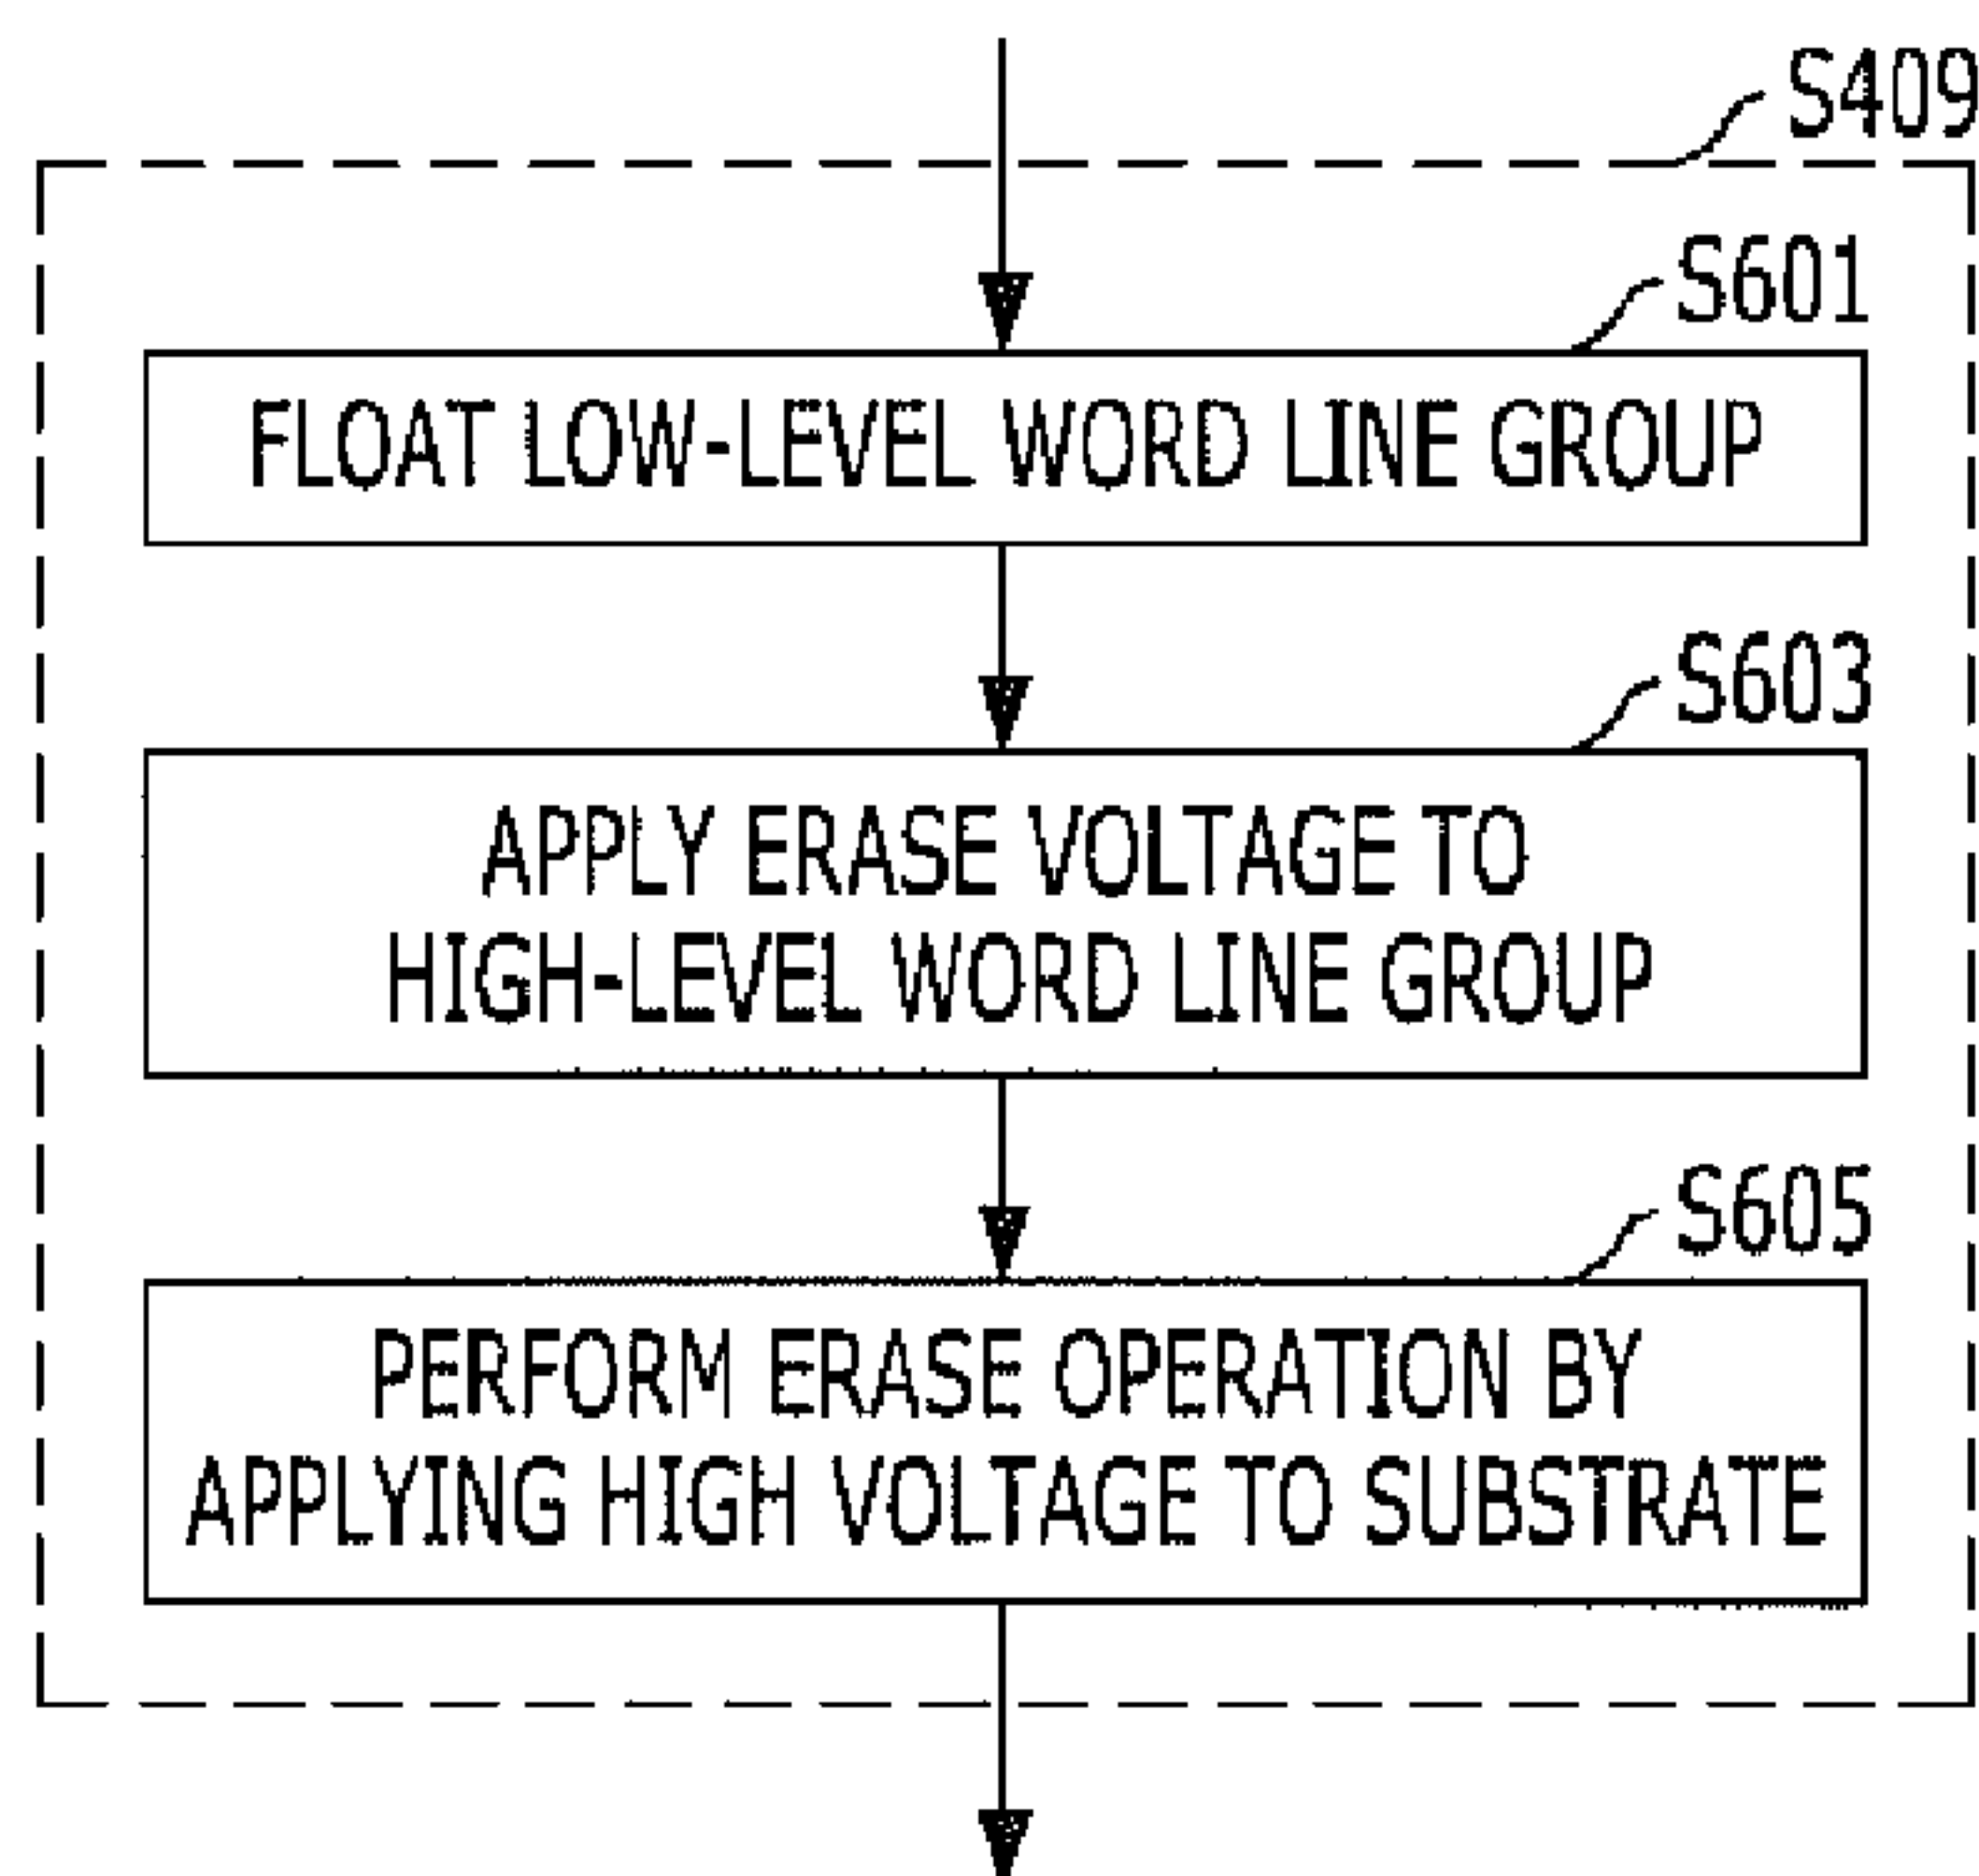 S409
S601
FLOAT LOW-LEVEL WORD LINE GROUP
S603
APPLY ERASE VOLTAGE TO
HIGH-LEVEL WORD LINE GROUP
S605
PERFORM ERASE OPERATION BY
APPLYING HIGH VOLTAGE TO SUBSTRATE